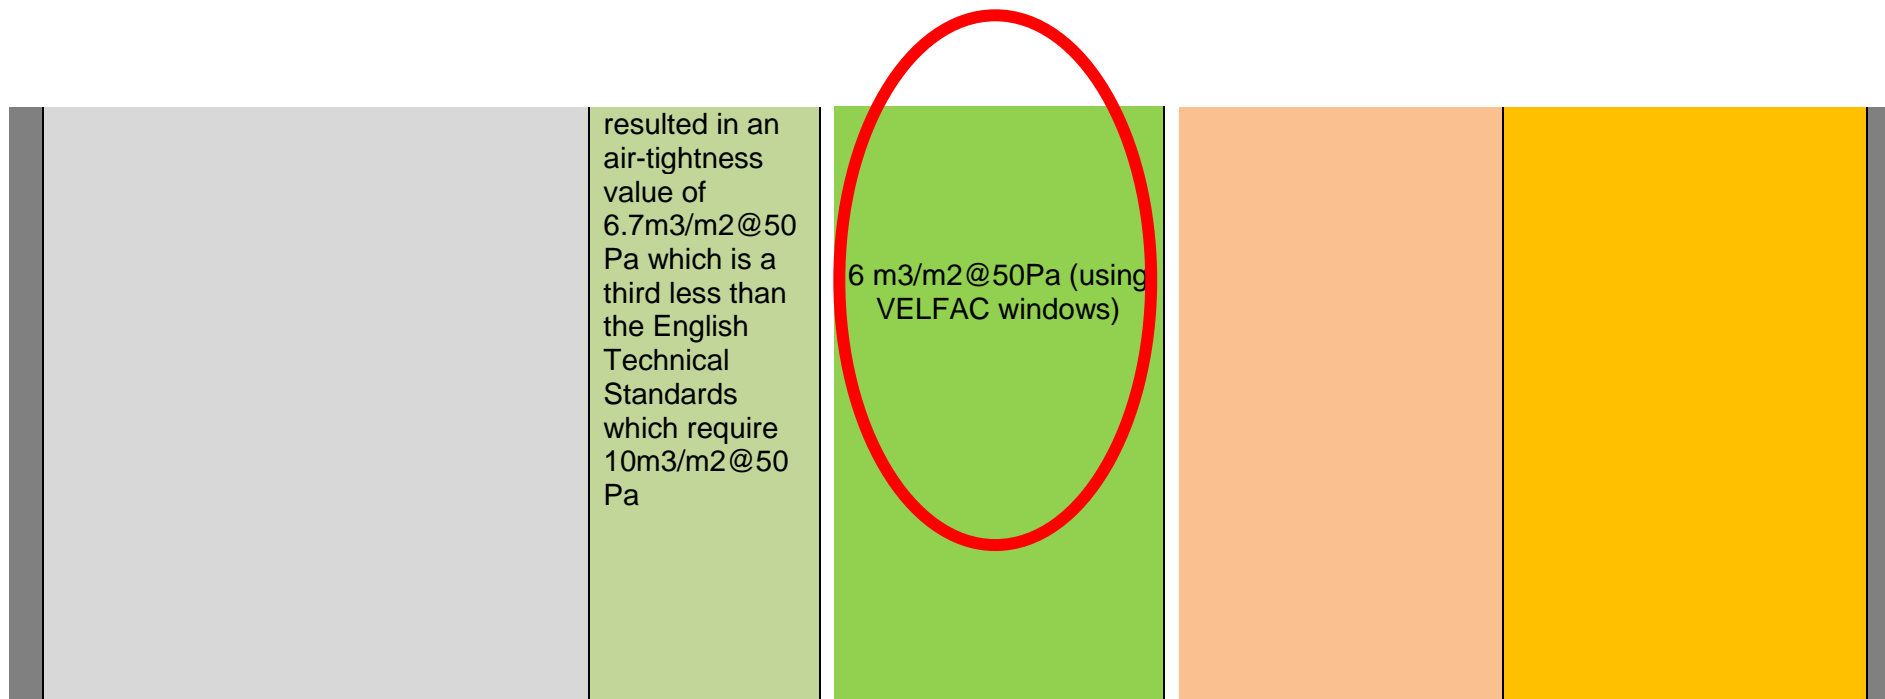 resulted in an
air-tightness
value of
6.7m3/m2@50
Pa which is a
third less than
the English
Technical
Standards
which require
10m3/m2@50
Pa
6 m3/m2@50Pa (using
VELFAC windows)